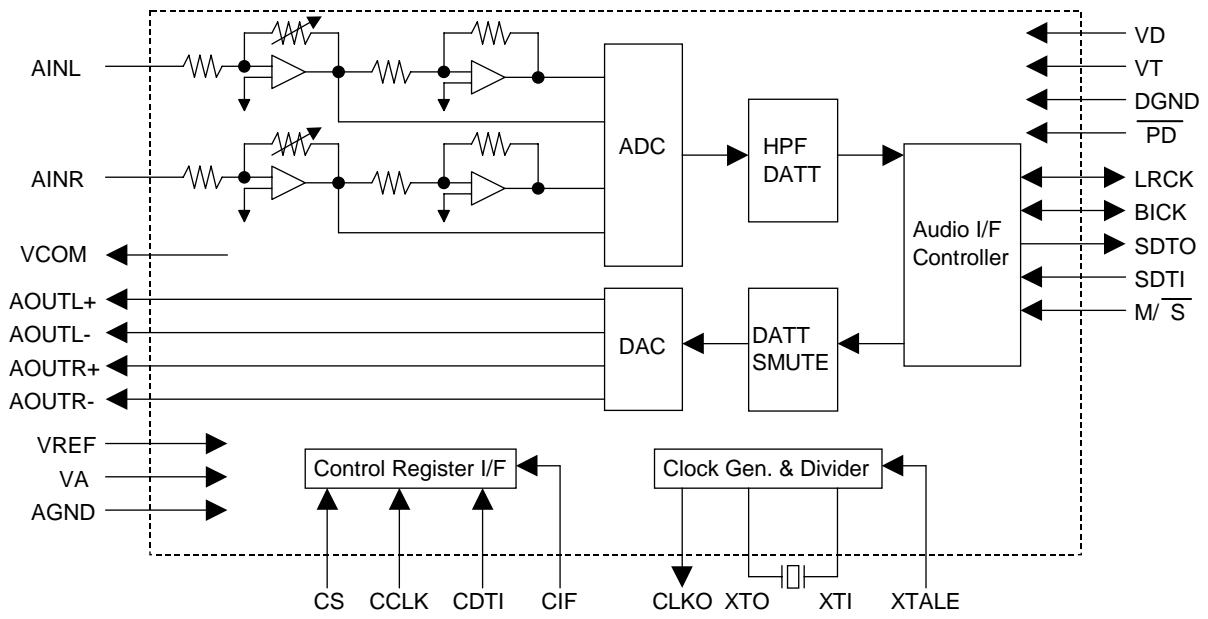 AINL
AINR
VCOM
AOUTL+
AOUTL-
AOUTR+
AOUTR-
VREF
VA
AGND
ADC
HPF
DATT
Audio I/F
Controller
DAC
DATT
SMUTE
VD
VT
DGND
PD
LRCK
BICK
SDTO
SDTI
M/ S
Control Register I/F
Clock Gen. & Divider
CS CCLK CDTI CIF CLKO XTO XTI XTALE